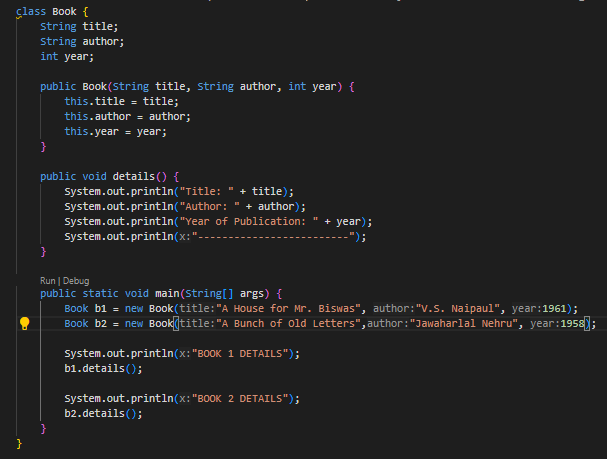 class Book {
String title;
String author;
int year;
public Book(String title, String author, int year) {
this.title = title;
this.author = author;
this.year = year;
}
public void details() {
System.out.println("Title: " + title);
System.out.println("Author: " + author);
System.out.println("Year of Publication: " + year);
System.out.println(x:"-------------------------");
}
Run | Debug
public static void main(String[] args) {
Book b1 = new Book(title:"A House for Mr. Biswas", author:"V.S. Naipaul", year:1961);
Book b2 = new Book(title:"A Bunch of Old Letters",author:"Jawaharlal Nehru", year:1958);
System.out.println(x:"BOOK 1 DETAILS");
b1.details();
System.out.println(x:"BOOK 2 DETAILS");
b2.details();
}
}